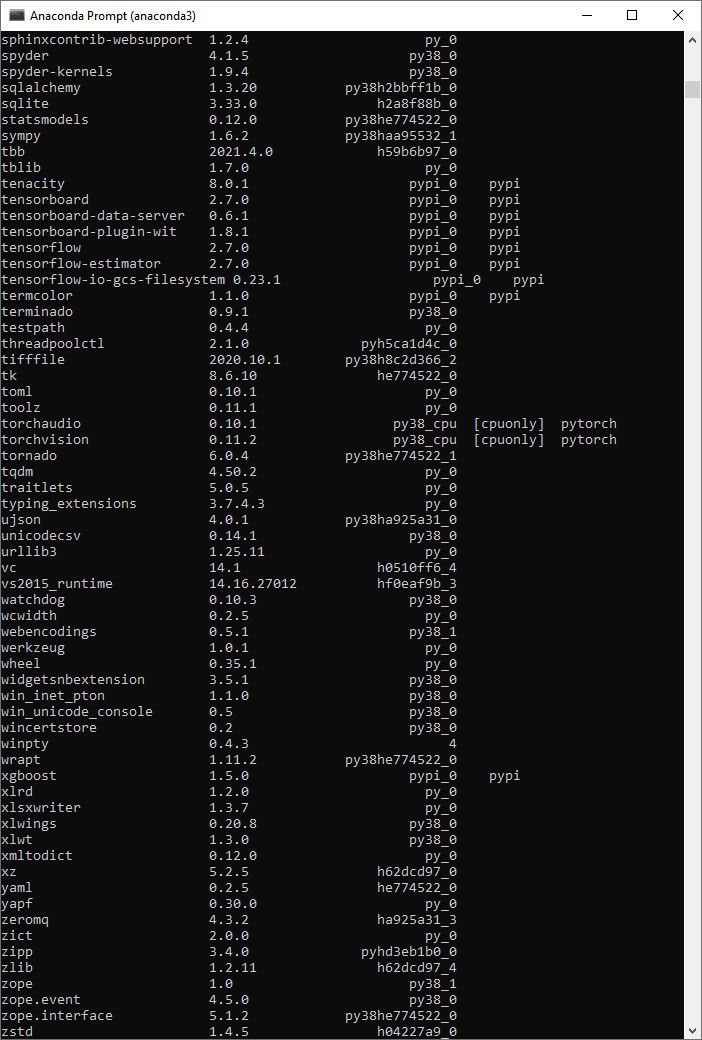 Anaconda Prompt (anaconda3)
sphinxcontrib-websupport  1.2.4                      py_0
spyder                    4.1.5                    py38_0
spyder-kernels            1.9.4                    py38_0
sqlalchemy                1.3.20           py38h2bbff1b_0
sqlite                    3.33.0               h2a8f88b_0
statsmodels               0.12.0           py38he774522_0
sympy                     1.6.2            py38haa95532_1
tbb                       2021.4.0             h59b6b97_0
tblib                     1.7.0                      py_0
tenacity                  8.0.1                    pypi_0    pypi
tensorboard               2.7.0                    pypi_0    pypi
tensorboard-data-server   0.6.1                    pypi_0    pypi
tensorboard-plugin-wit    1.8.1                    pypi_0    pypi
tensorflow                2.7.0                    pypi_0    pypi
tensorflow-estimator      2.7.0                    pypi_0    pypi
tensorflow-io-gcs-filesystem 0.23.1                   pypi_0    pypi
termcolor                 1.1.0                    pypi_0    pypi
terminado                 0.9.1                    py38_0
testpath                  0.4.4                      py_0
threadpoolctl             2.1.0              pyh5ca1d4c_0
tifffile                  2020.10.1        py38h8c2d366_2
tk                        8.6.10               he774522_0
toml                      0.10.1                     py_0
toolz                     0.11.1                     py_0
torchaudio                0.10.1                 py38_cpu  [cpuonly]  pytorch
torchvision               0.11.2                 py38_cpu  [cpuonly]  pytorch
tornado                   6.0.4            py38he774522_1
tqdm                      4.50.2                     py_0
traitlets                 5.0.5                      py_0
typing_extensions         3.7.4.3                    py_0
ujson                     4.0.1            py38ha925a31_0
unicodecsv                0.14.1                   py38_0
urllib3                   1.25.11                    py_0
vc                        14.1                 h0510ff6_4
vs2015_runtime            14.16.27012          hf0eaf9b_3
watchdog                  0.10.3                   py38_0
wcwidth                   0.2.5                      py_0
webencodings              0.5.1                    py38_1
werkzeug                  1.0.1                      py_0
wheel                     0.35.1                     py_0
widgetsnbextension        3.5.1                    py38_0
win_inet_pton             1.1.0                    py38_0
win_unicode_console       0.5                      py38_0
wincertstore              0.2                      py38_0
winpty                    0.4.3                         4
wrapt                     1.11.2           py38he774522_0
xgboost                   1.5.0                    pypi_0    pypi
xlrd                      1.2.0                      py_0
xlsxwriter                1.3.7                      py_0
xlwings                   0.20.8                   py38_0
xlwt                      1.3.0                    py38_0
xmltodict                 0.12.0                     py_0
xz                        5.2.5                h62dcd97_0
yaml                      0.2.5                he774522_0
yapf                      0.30.0                     py_0
zeromq                    4.3.2                ha925a31_3
zict                      2.0.0                      py_0
zipp                      3.4.0              pyhd3eb1b0_0
zlib                      1.2.11               h62dcd97_4
zope                      1.0                      py38_1
zope.event                4.5.0                    py38_0
zope.interface            5.1.2            py38he774522_0
zstd                      1.4.5                h04227a9_0